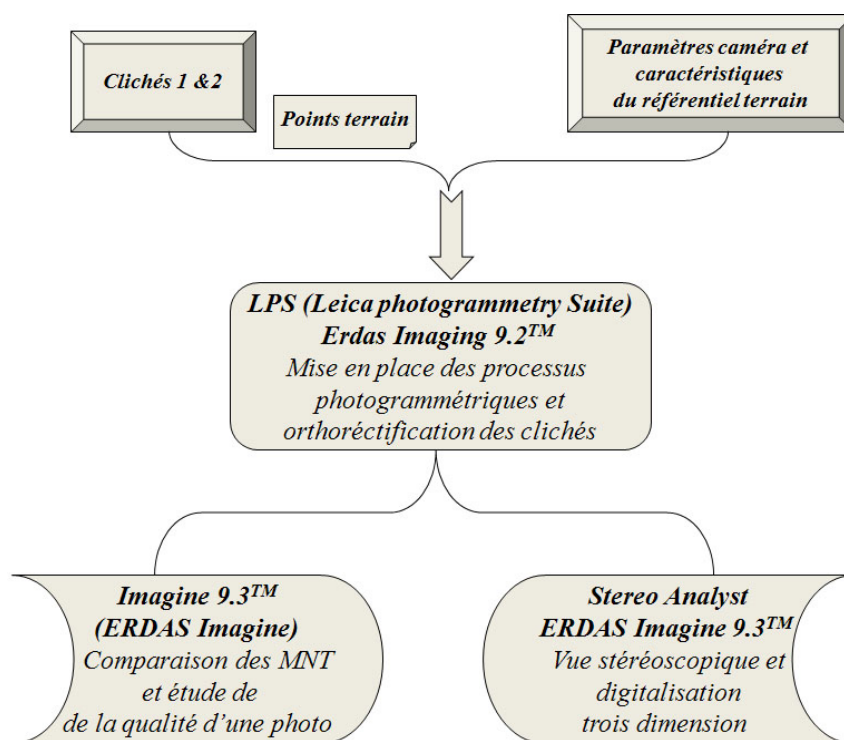 Clichés 1 &2
Points terrain
Paramètres caméra et
caractéristiques
du référentiel terrain
LPS (Leica photogrammetry Suite)
Erdas Imaging 9.2TM
Mise en place des processus
photogrammétriques et
orthoréctification des clichés
Imagine 9.3TM
(ERDAS Imagine)
Comparaison des MNT
et étude de
de la qualité d'une photo
Stereo Analyst
ERDAS Imagine 9.3TM
Vue stéréoscopique et
digitalisation
trois dimension